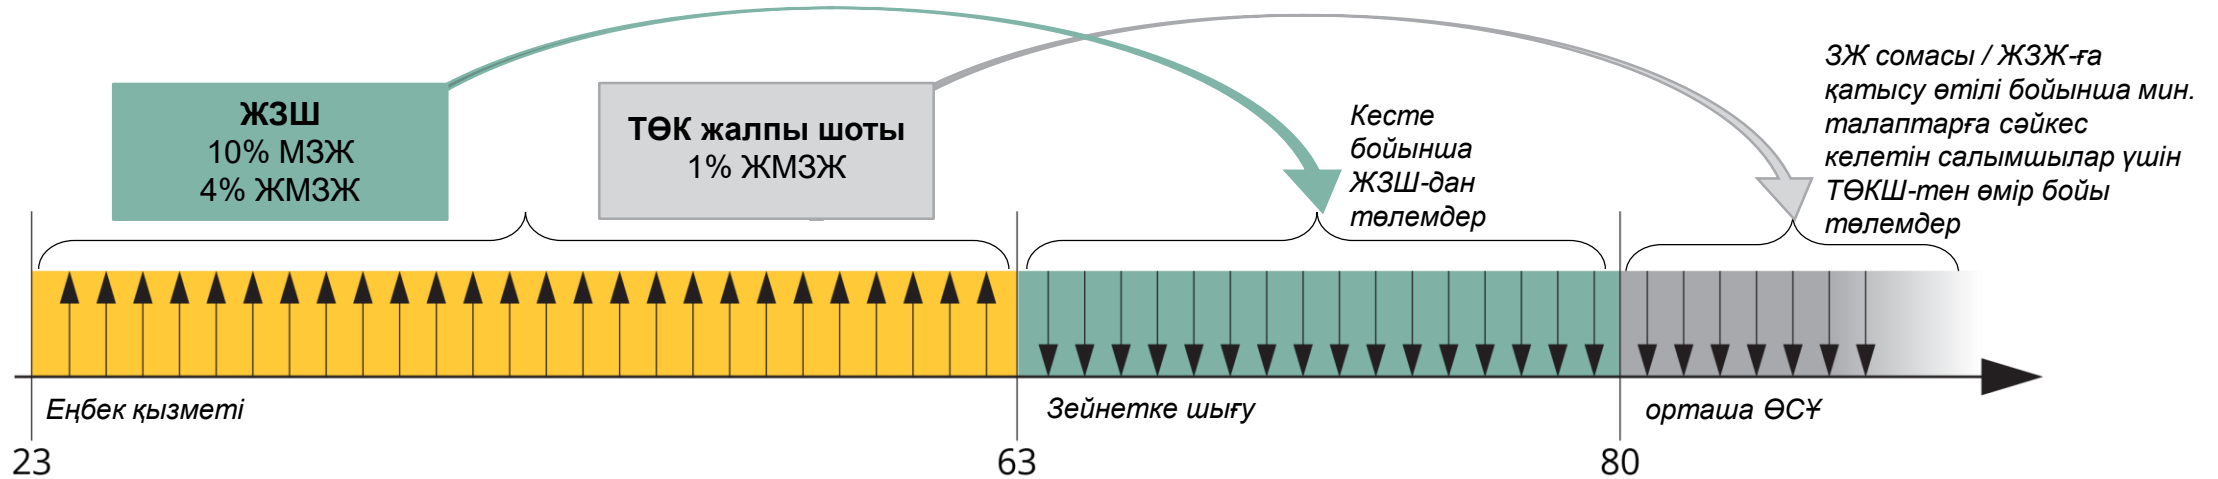 ЖЗШ
10% МЗЖ
4% ЖМЗЖ
ТӨК жалпы шоты
1% ЖМЗЖ
Кесте
бойынша
ЖЗШ-дан
төлемдер
ЗЖ сомасы / ЖЗЖ-ға
қатысу өтілі бойынша мин.
талаптарға сәйкес
келетін салымшылар үшін
ТӨКШ-тен өмір бойы
төлемдер
Еңбек қызметі
Зейнетке шығу
орташа ӨСҰ
23
63
80